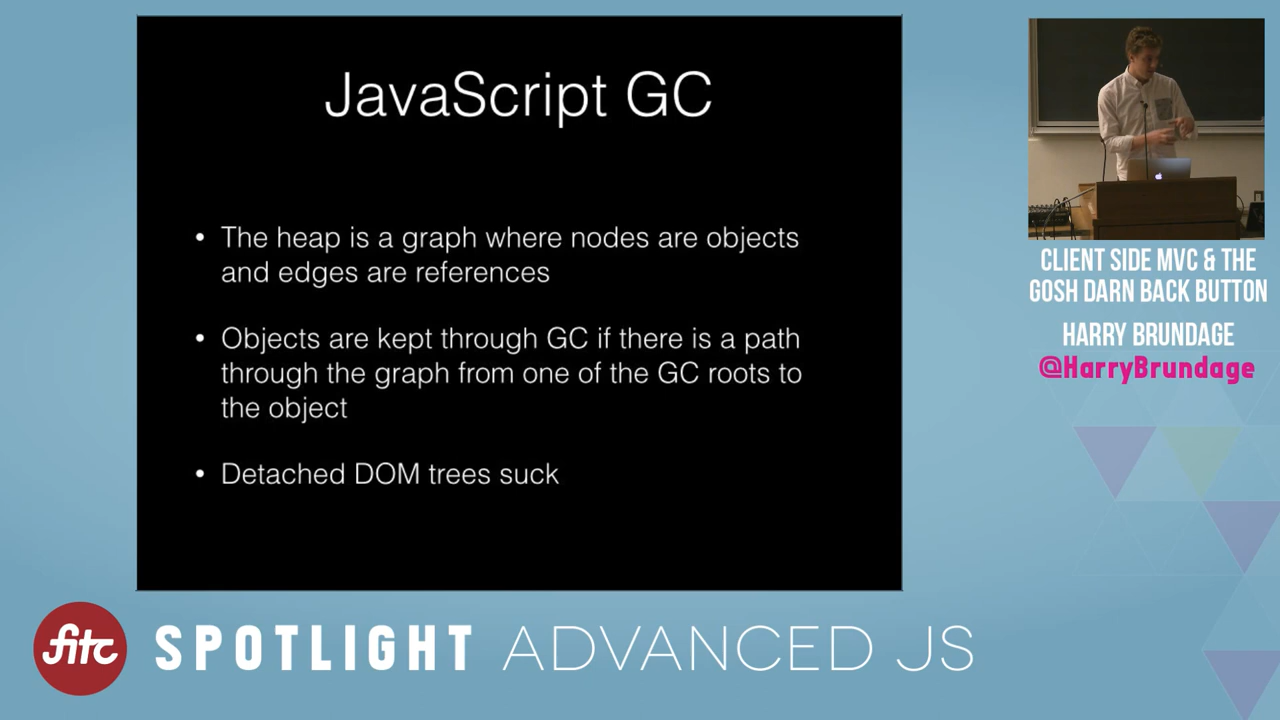 JavaScript GC
• The heap is a graph where nodes are objects
and edges are references
• Objects are kept through GC if there is a path
through the graph from one of the GC roots to
the object
• Detached DOM trees suck
CLIENT SIDE MVC & THE
GOSH DARN BACK BUTTON
HARRY BRUNDAGE
@HarryBrundage
fitc SPOTLIGHT ADVANCED JS